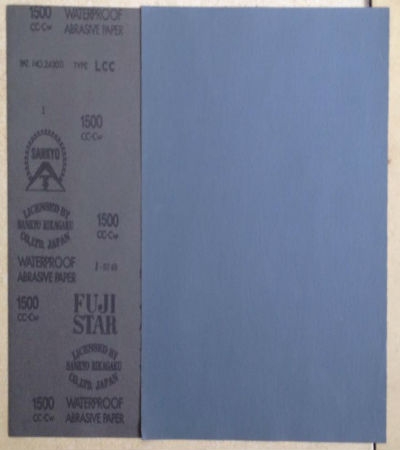 1500 WATERPROOF
CC-Cw ABRASIVE PAPER
TYPE LCC
1
1500
CC-Cw
SANKYO
LICENSED BY
SANKYO RIKAGAKU
CO.,LTD. JAPAN
1500
CC-Cw
WATERPROOF
ABRASIVE PAPER
1500
CC-Cw
FUJI
STAR
LICENSED BY
SANKYO RIKAGAKU
CO.,LTD. JAPAN
1500 WATERPROOF
CC-Cw ABRASIVE PAPER